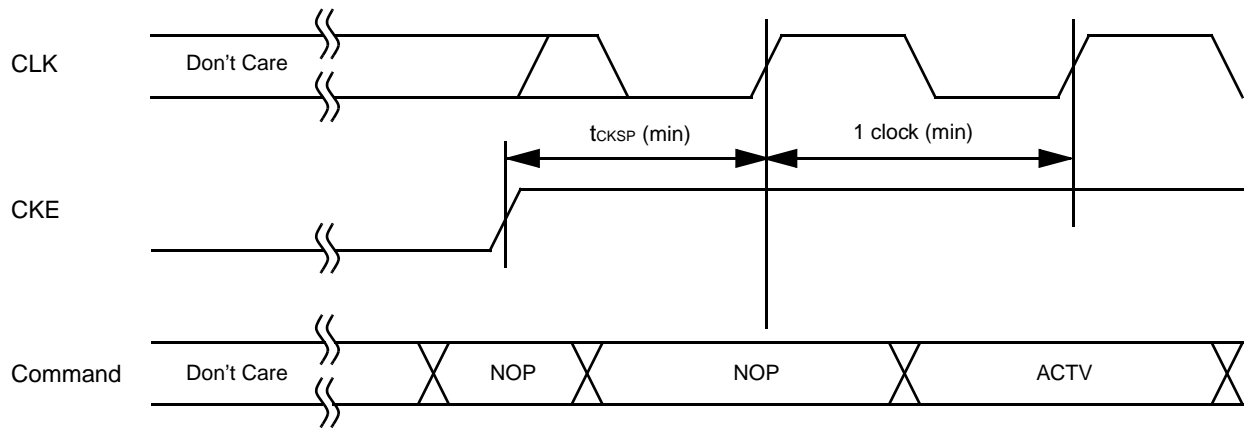 CLK Don't Care
tCKSP (min) 1 clock (min)
CKE
Command Don't Care NOP NOP ACTV